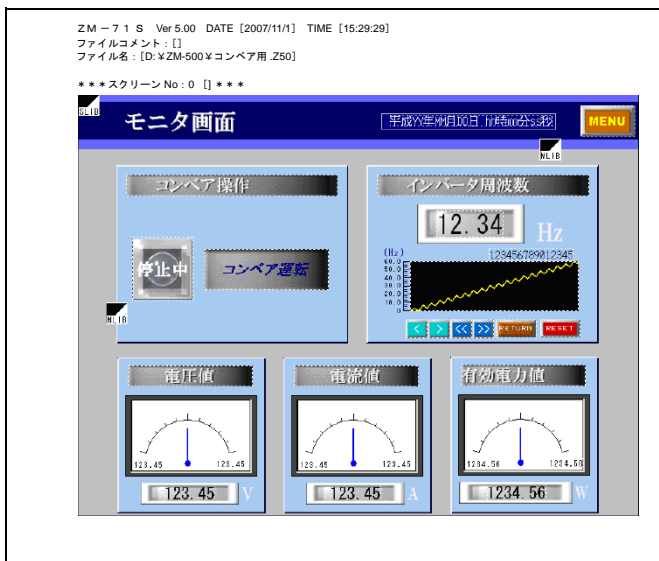 ZM－71S Ver 5.00 DATE [2007/11/1] TIME [15:29:29]
ファイルコメント：[]
ファイル名：[D:￥ZM-500￥コンベア用 .Z50]
＊＊＊スクリーン No：0 []＊＊＊
SLIB
モニタ画面
平成YY年MM月DD日 hh時mm分ss秒
MENU
NLIB
コンベア操作
インバータ周波数
12.34
Hz
停止中
コンベア運転
(Hz)
123456789012345
60.0
50.0
40.0
30.0
20.0
10.0
0
NLIB
< > << >> RETURN RESET
電圧値
電流値
有効電力値
123.45 123.45
123.45 123.45
1234.56 1234.56
123.45 V
123.45 A
1234.56 W